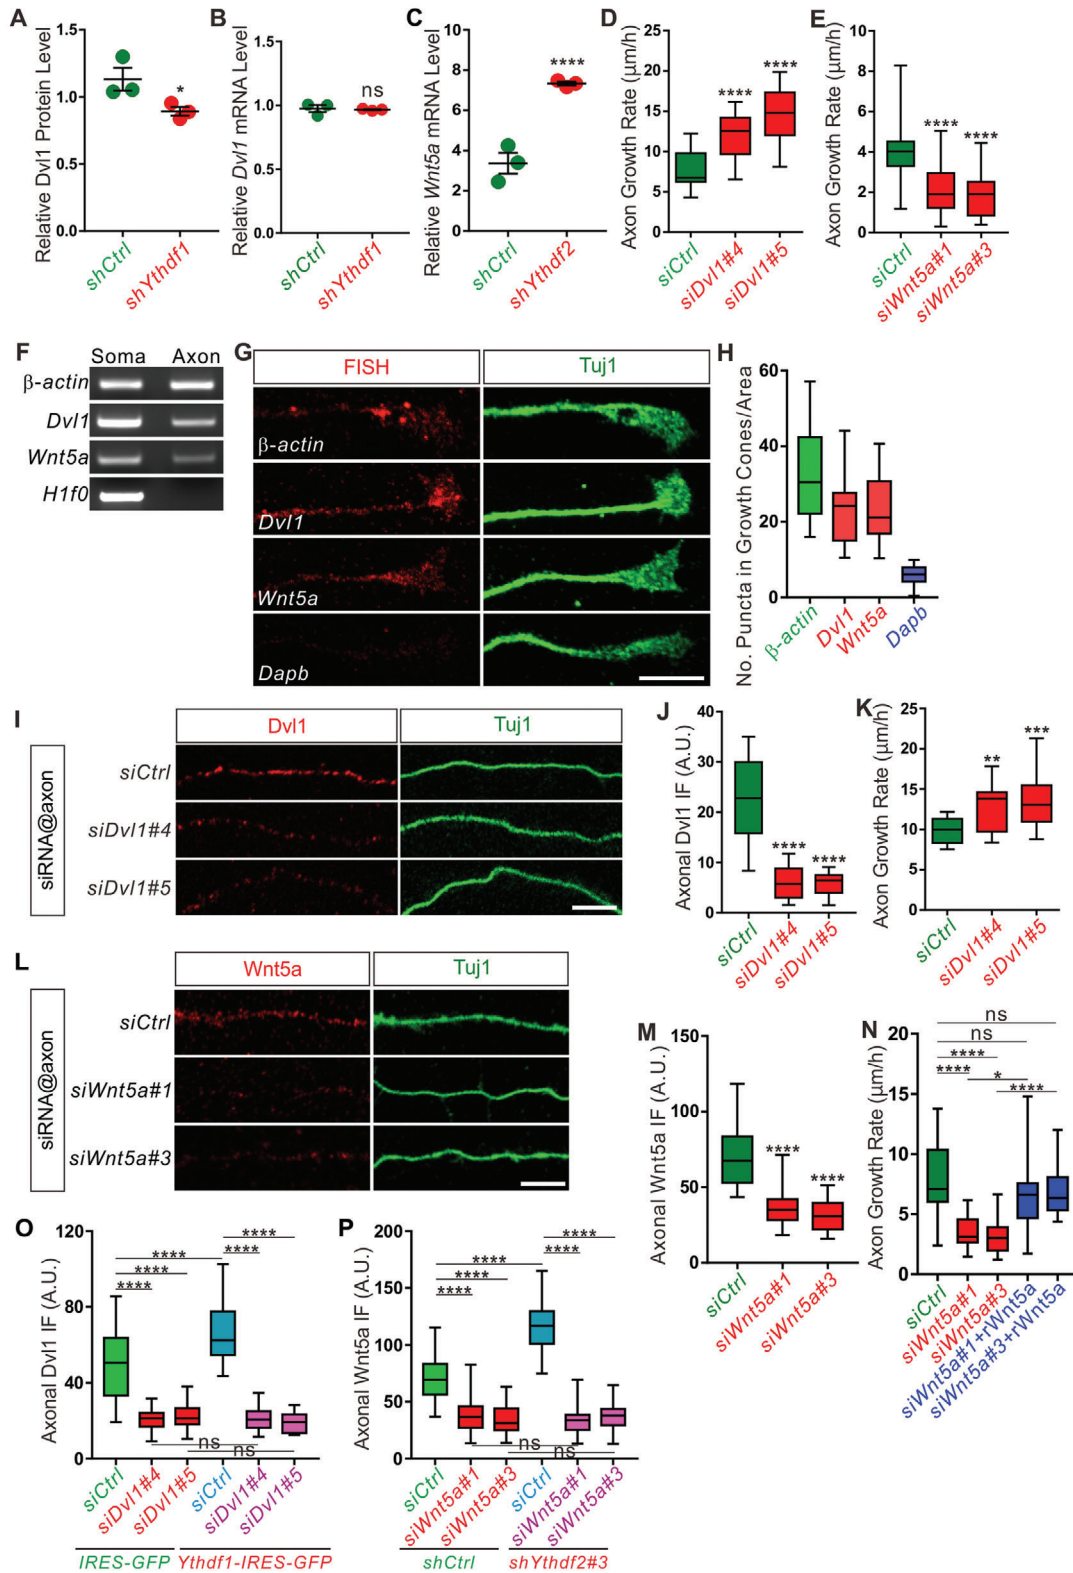 A
Relative Dvl1 Protein Level
1.5
1.0
0.5
0.0
*
shCtrl
shYthdf1
B
Relative Dvl1 mRNA Level
1.5
1.0
0.5
0.0
ns
shCtrl
shYthdf1
C
Relative Wnt5a mRNA Level
10
8
6
4
2
0
****
shCtrl
shYthdf2
D
Axon Growth Rate (μm/h)
25
20
15
10
5
0
****
****
siCtrl
siDvl1#4
siDvl1#5
E
Axon Growth Rate (μm/h)
10
8
6
4
2
0
****
****
siCtrl
siWnt5a#1
siWnt5a#3
F
Soma Axon
β-actin
Dvl1
Wnt5a
H1f0
G
FISH Tuj1
β-actin
Dvl1
Wnt5a
Dapb
H
No. Puncta in Growth Cones/Area
60
40
20
0
β-actin
Dvl1
Wnt5a
Dapb
I
siRNA@axon
Dvl1 Tuj1
siCtrl
siDvl1#4
siDvl1#5
J
Axonal Dvl1 IF (A.U.)
40
30
20
10
0
****
****
siCtrl
siDvl1#4
siDvl1#5
K
Axon Growth Rate (μm/h)
25
20
15
10
5
0
**
***
siCtrl
siDvl1#4
siDvl1#5
L
siRNA@axon
Wnt5a Tuj1
siCtrl
siWnt5a#1
siWnt5a#3
M
Axonal Wnt5a IF (A.U.)
150
100
50
0
****
****
siCtrl
siWnt5a#1
siWnt5a#3
N
Axon Growth Rate (μm/h)
20
15
10
5
0
ns
ns
****
****
*
****
siCtrl
siWnt5a#1
siWnt5a#3
siWnt5a#1+rWnt5a
siWnt5a#3+rWnt5a
O
Axonal Dvl1 IF (A.U.)
120
80
40
0
****
****
****
****
****
ns
ns
siCtrl
siDvl1#4
siDvl1#5
siCtrl
siDvl1#4
siDvl1#5
IRES-GFP
Ythdf1-IRES-GFP
P
Axonal Wnt5a IF (A.U.)
200
150
100
50
0
****
****
****
****
****
ns
ns
siCtrl
siWnt5a#1
siWnt5a#3
siCtrl
siWnt5a#1
siWnt5a#3
shCtrl
shYthdf2#3